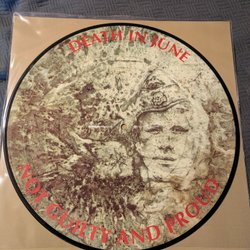 DEATH IN JUNE
NOT GUILTY AND PROUD